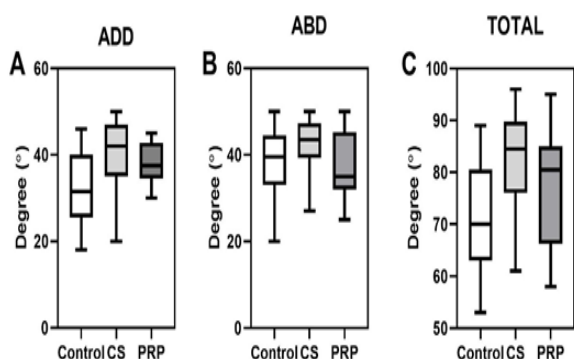 ADD
A
Degree (°)
60
40
20
0
Control CS PRP
ABD
B
Degree (°)
60
40
20
0
Control CS PRP
TOTAL
C
Degree (°)
100
90
80
70
60
50
Control CS PRP